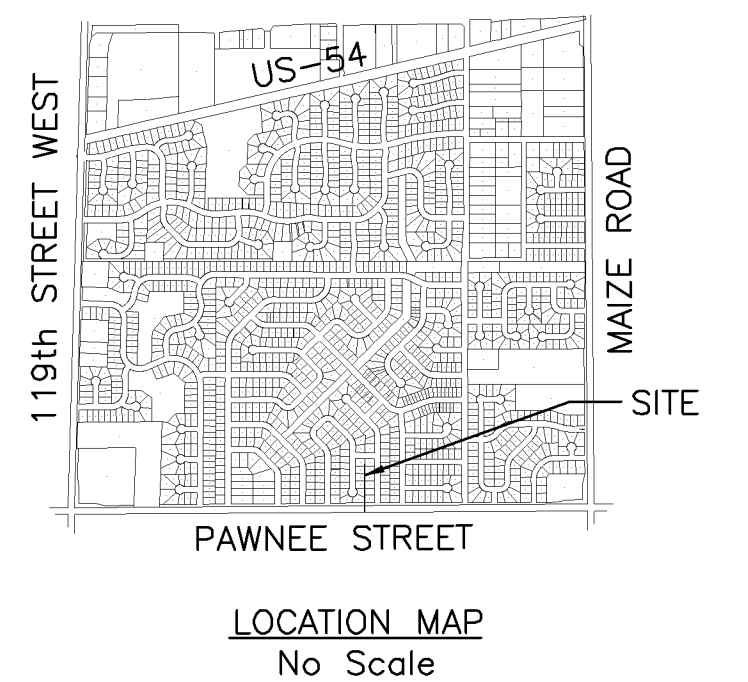 US-54
119th STREET WEST
MAIZE ROAD
SITE
PAWNEE STREET
LOCATION MAP
No Scale